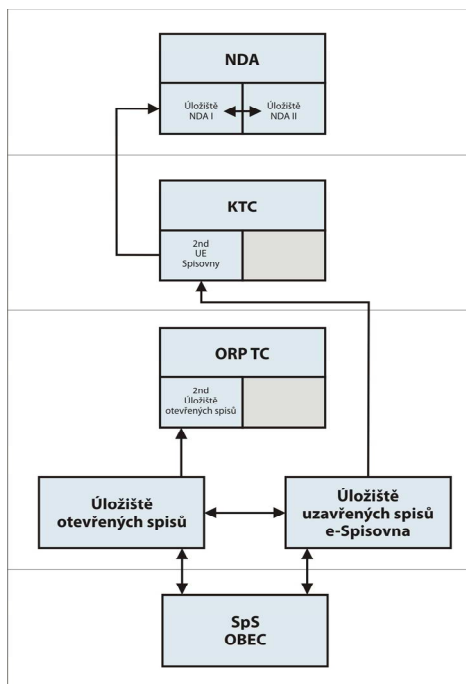 NDA
Úložiště
NDA I
Úložiště
NDA II
KTC
2nd
UE
Spisovny
ORP TC
2nd
Úložiště
otevřených spisů
Úložiště
otevřených spisů
Úložiště
uzavřených spisů
e-Spisovna
SpS
OBEC